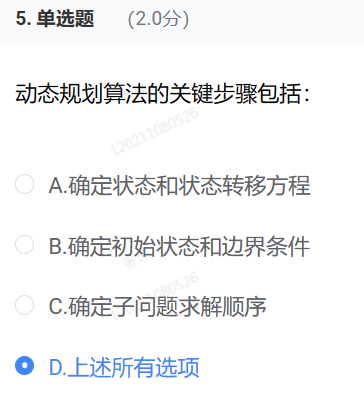 5. 单选题 (2.0分)
动态规划算法的关键步骤包括：
120211080526
A.确定状态和状态转移方程
B.确定初始状态和边界条件
120211080526
C.确定子问题求解顺序
D.上述所有选项